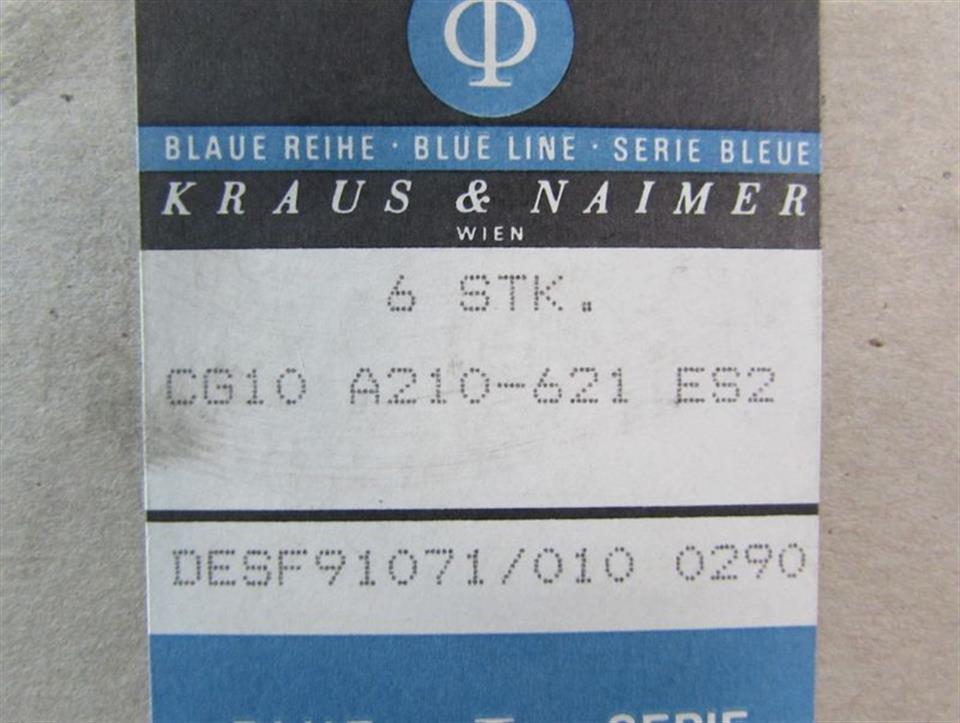 Φ
BLAUE REIHE · BLUE LINE · SERIE BLEUE
KRAUS & NAIMER
WIEN
6 STK.
CG10 A210-621 ES2
DESF91071/010 0290